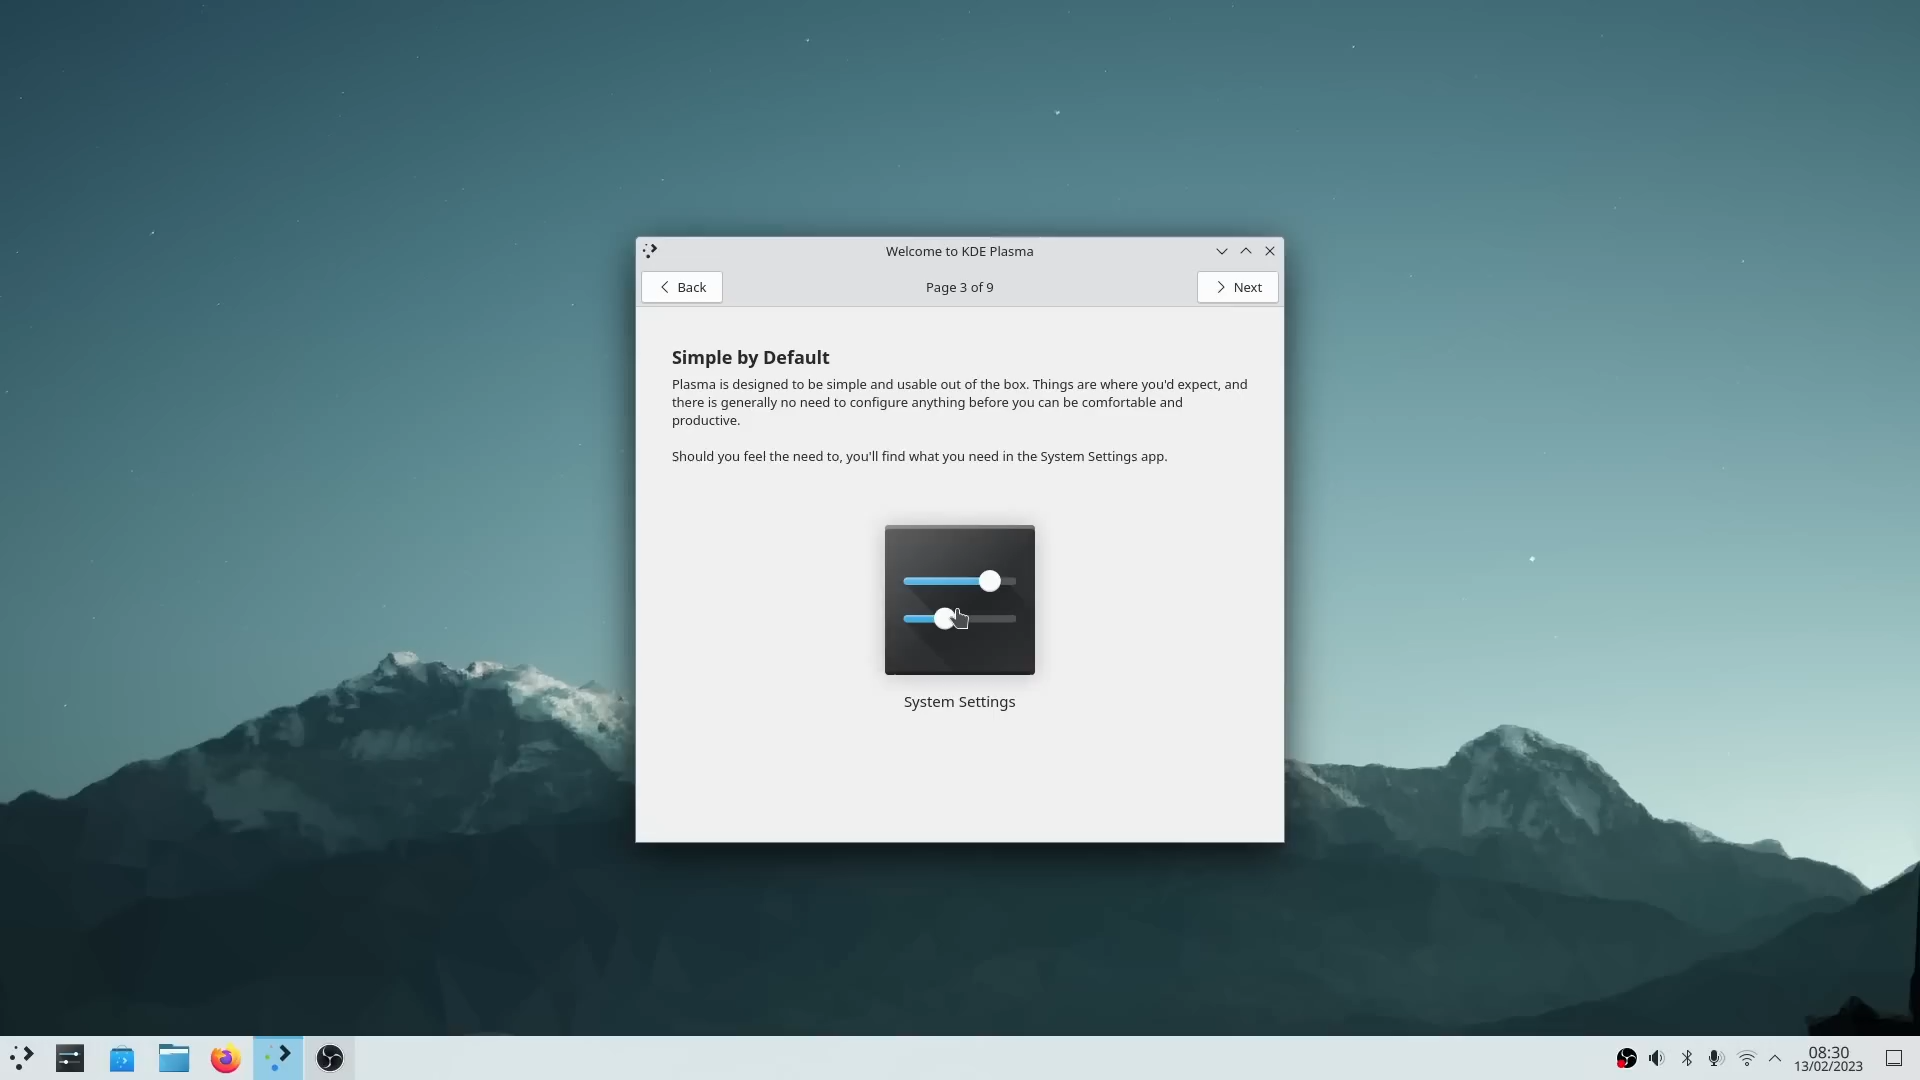 Welcome to KDE Plasma
Back
Page 3 of 9
Next
Simple by Default
Plasma is designed to be simple and usable out of the box. Things are where you'd expect, and
there is generally no need to configure anything before you can be comfortable and
productive.
Should you feel the need to, you'll find what you need in the System Settings app.
System Settings
08:30
13/02/2023